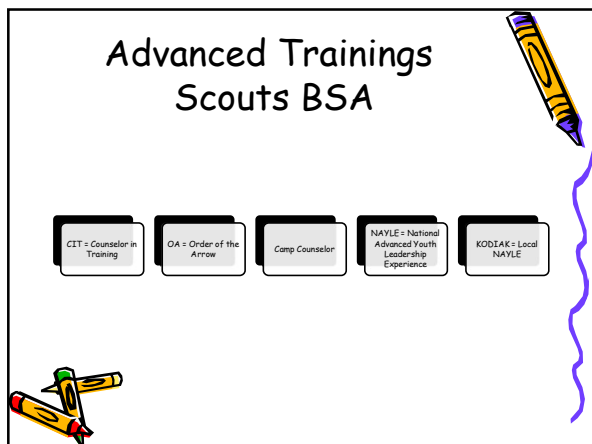 Advanced Trainings
Scouts BSA
CIT = Counselor in
Training
OA = Order of the
Arrow
Camp Counselor
NAYLE = National
Advanced Youth
Leadership
Experience
KODIAK = Local
NAYLE